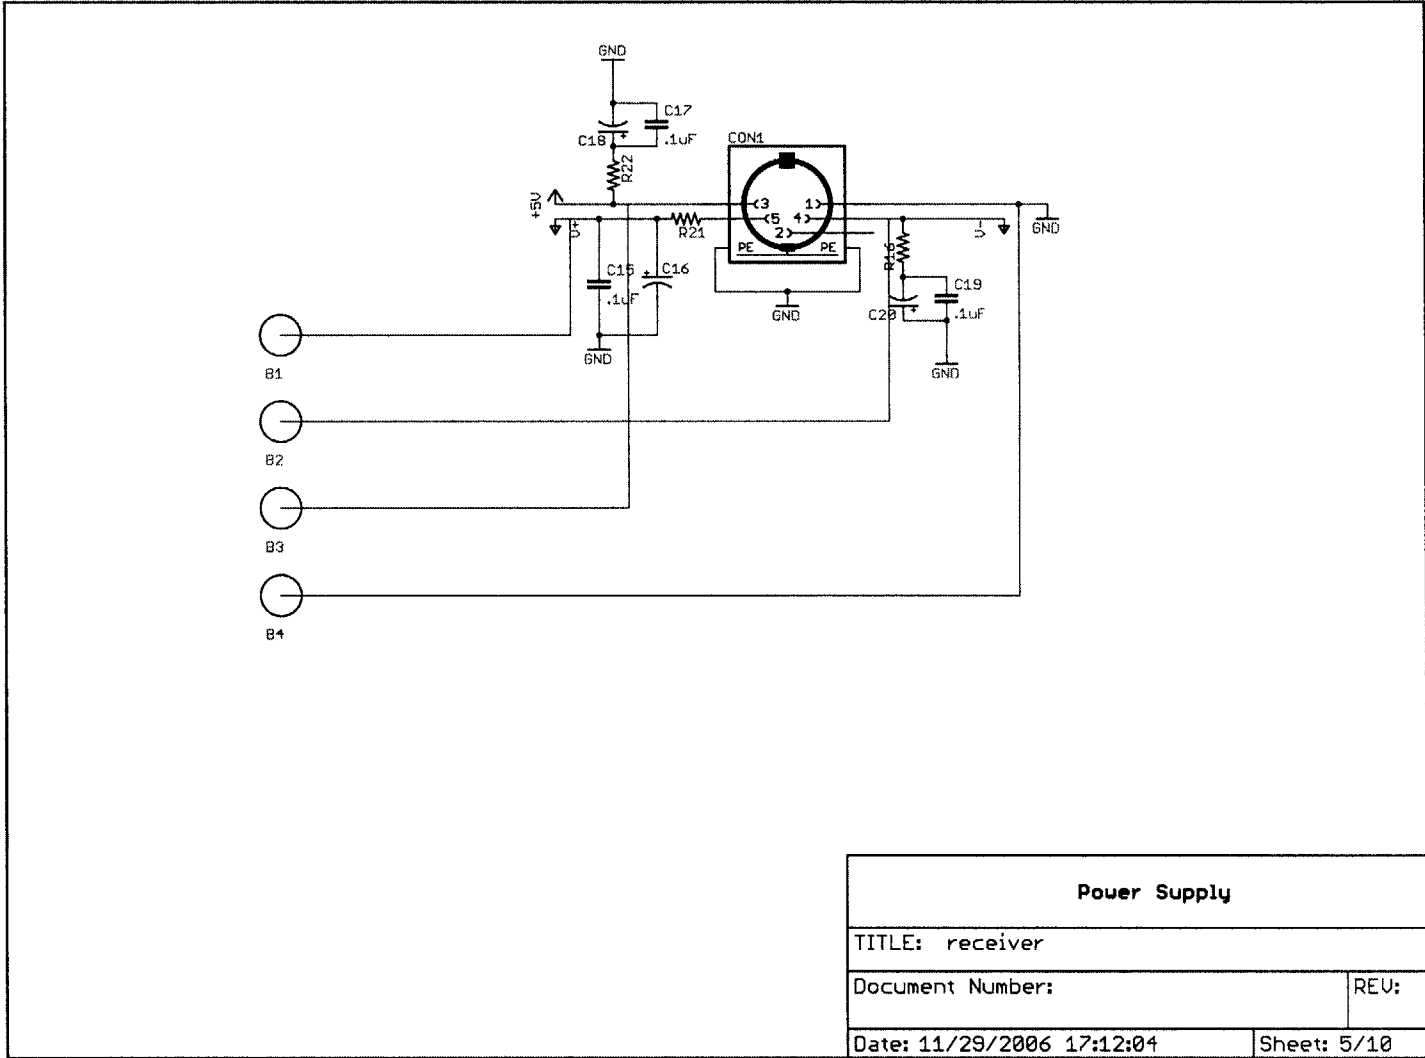 GND
C17
C18
+
.1uF
R22
CON1
+5V
3
1
V+
5
4
V-
R21
2
GND
PE
PE
R16
C15
+
C16
C19
.1uF
C20
+
.1uF
GND
GND
GND
B1
B2
B3
B4
Power Supply
TITLE: receiver
Document Number:
REV:
Date: 11/29/2006 17:12:04
Sheet: 5/10